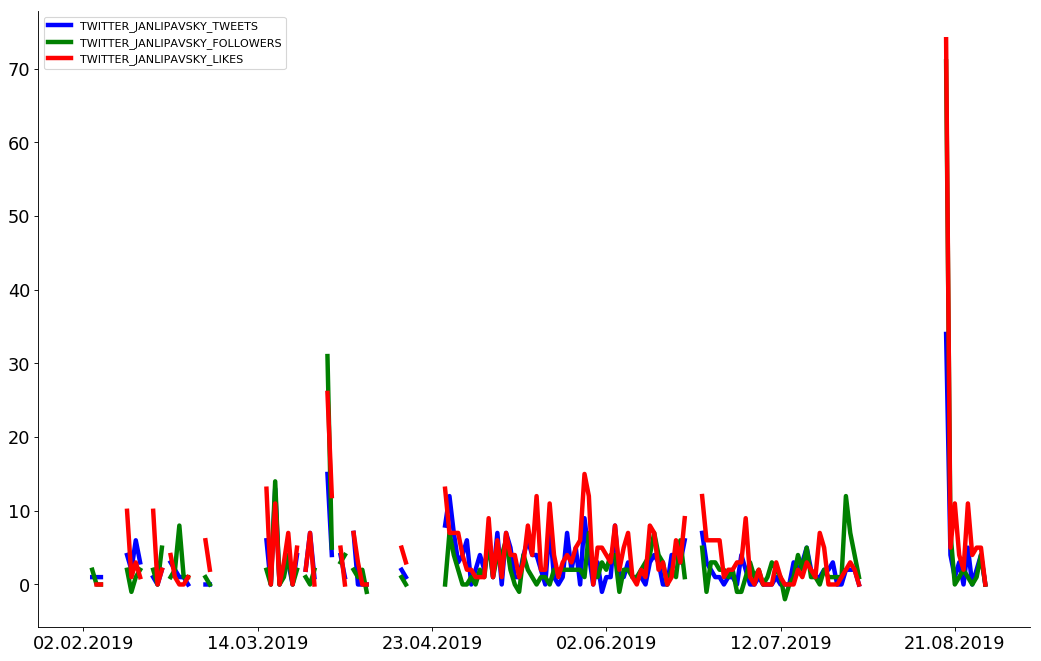 TWITTER_JANLIPAVSKY_TWEETS
TWITTER_JANLIPAVSKY_FOLLOWERS
TWITTER_JANLIPAVSKY_LIKES
70
60
50
40
30
20
10
0
02.02.2019 14.03.2019 23.04.2019 02.06.2019 12.07.2019 21.08.2019